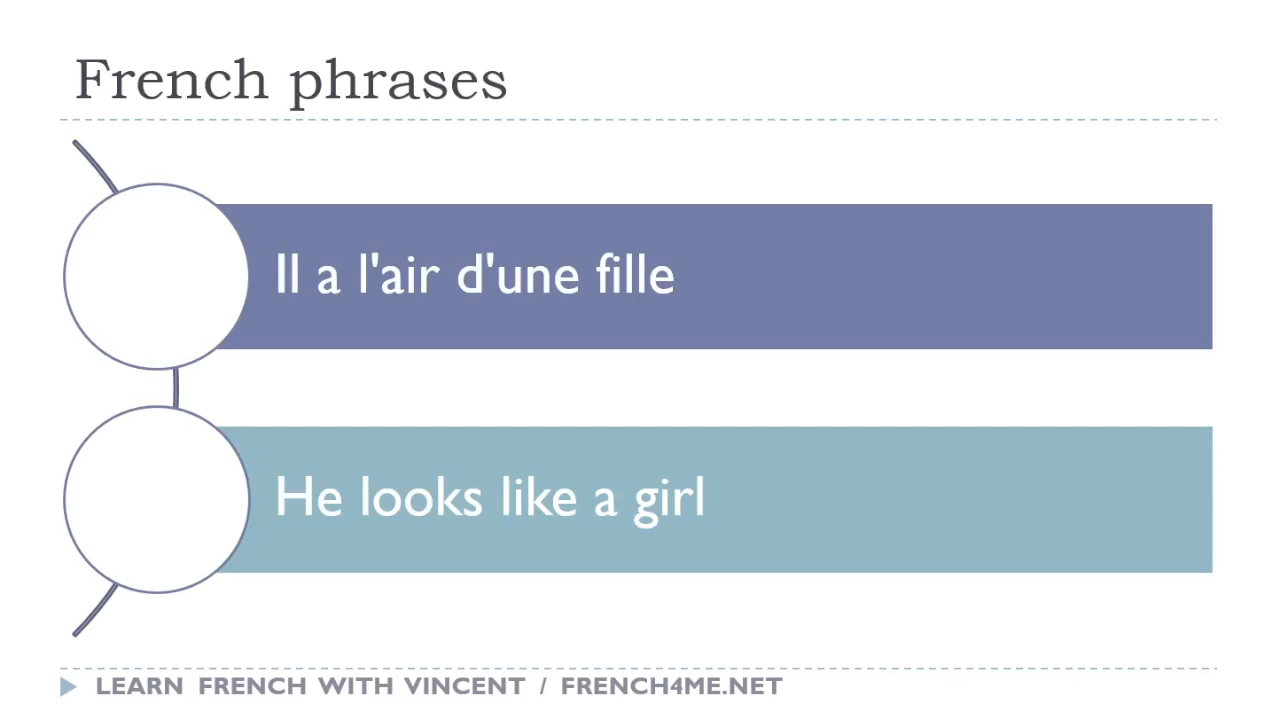 French phrases
Il a l'air d'une fille
He looks like a girl
LEARN FRENCH WITH VINCENT / FRENCH4ME.NET